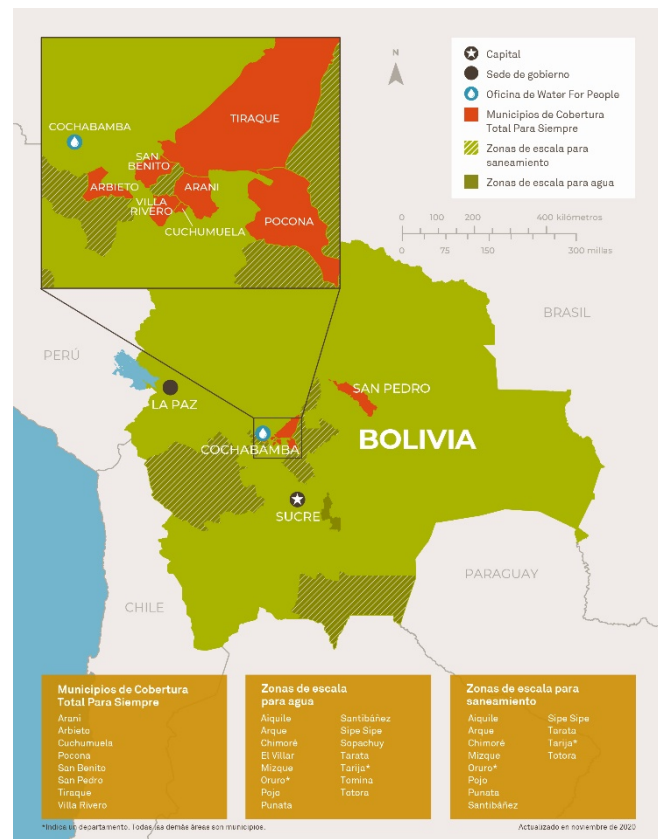 N
Capital
Sede de gobierno
Oficina de Water For People
Municipios de Cobertura
Total Para Siempre
Zonas de escala para
saneamiento
Zonas de escala para agua
0 100 200 400 kilómetros
0 75 150 300 millas
COCHABAMBA
TIRAQUE
SAN
BENITO
ARBIETO
ARANI
VILLA
RIVERO
POCONA
CUCHUMUELA
BRASIL
PERÚ
LA PAZ
SAN PEDRO
COCHABAMBA
BOLIVIA
SUCRE
PARAGUAY
CHILE
Municipios de Cobertura
Total Para Siempre
Arani
Arbieto
Cuchumuela
Pocona
San Benito
San Pedro
Tiraque
Villa Rivero
Zonas de escala
para agua
Aiquile
Arque
Chimoré
El Villar
Mizque
Oruro*
Pojo
Punata
Santibáñez
Sipe Sipe
Sopachuy
Tarata
Tarija*
Tomina
Totora
Zonas de escala para
saneamiento
Aiquile
Arque
Chimoré
Mizque
Oruro*
Pojo
Punata
Santibáñez
Sipe Sipe
Tarata
Tarija*
Totora
*Indica un departamento. Todas las demás áreas son municipios.
Actualizado en noviembre de 2020